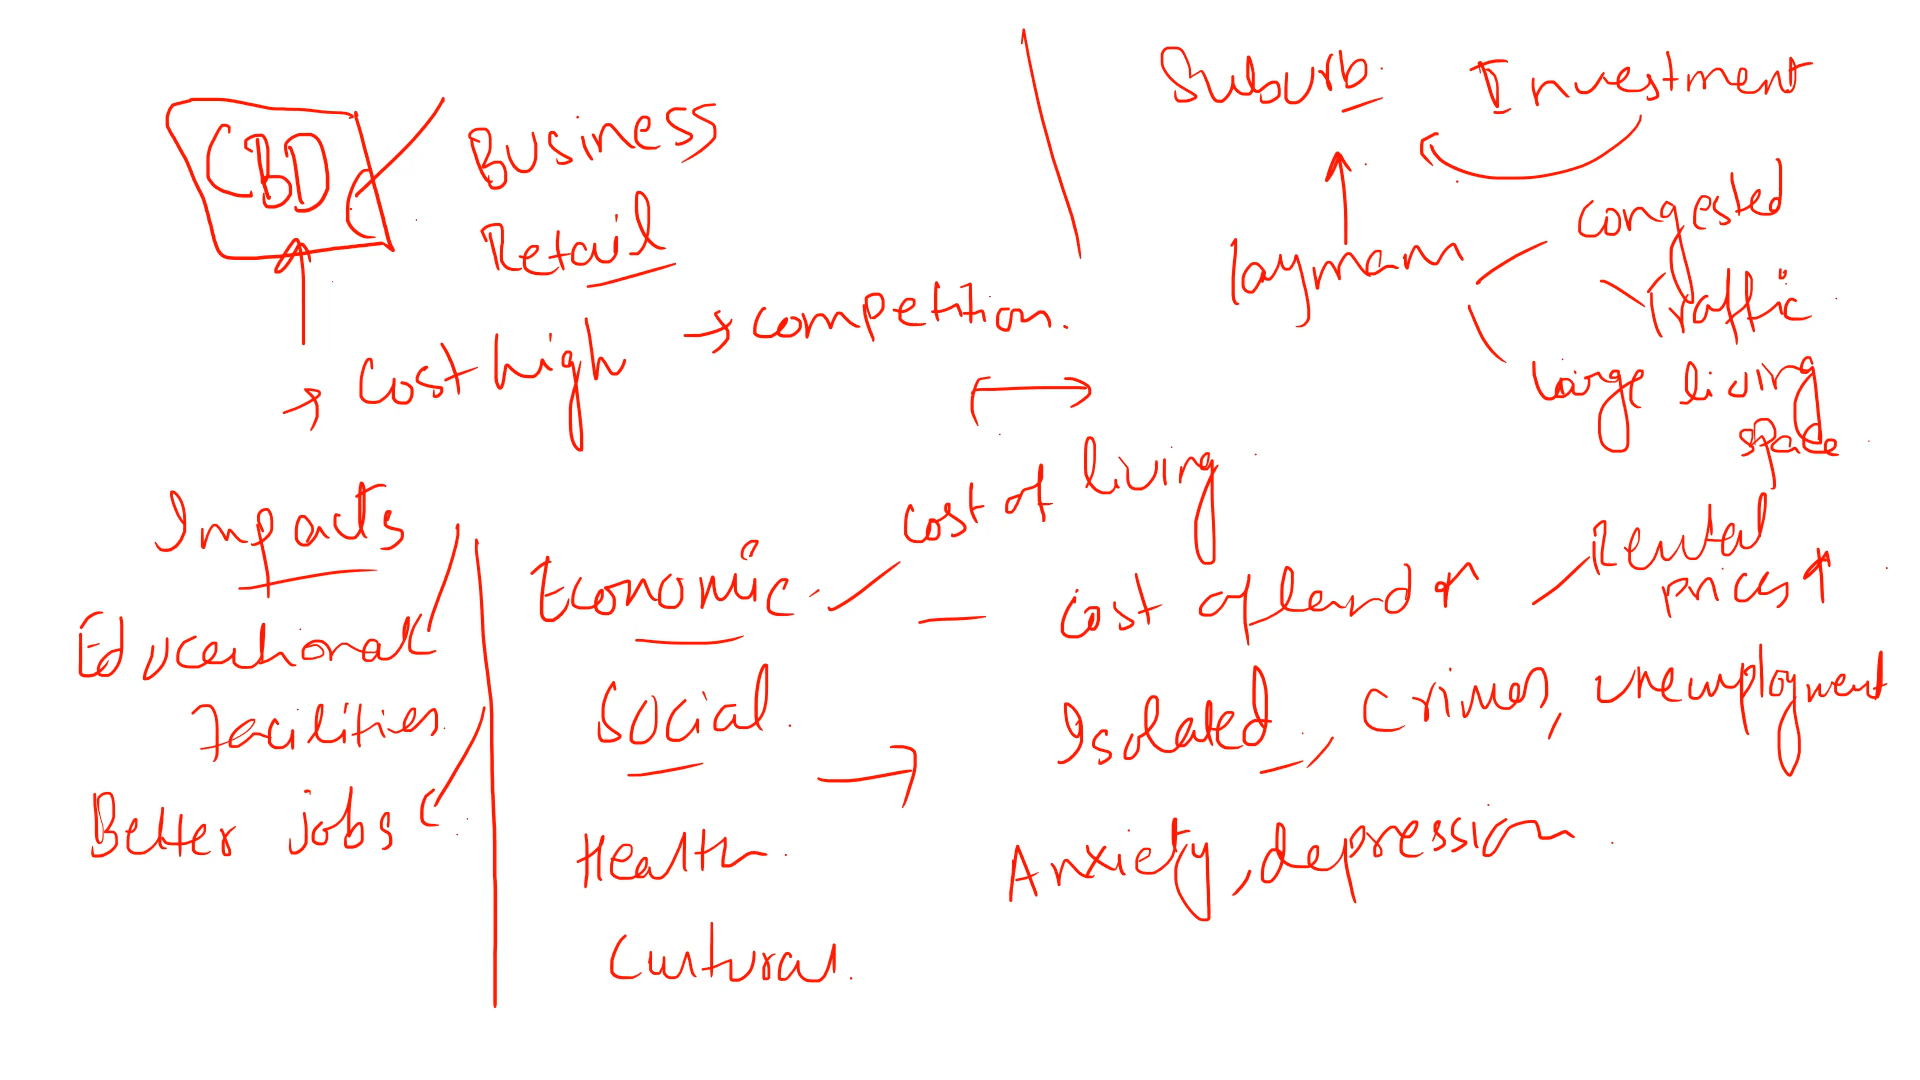 CBD
Business
Retail
→ Cost high → competition.
Suburb. Investment
laymann
congested
Traffic
large living
space
Impacts
Educational
facilities.
Better jobs
Economic
cost of living
- Cost of land ↑
Rental
prices ↑
Social.
→ Isolated, Crimes, unemployment
Health.
Anxiety, depression
Cultural.